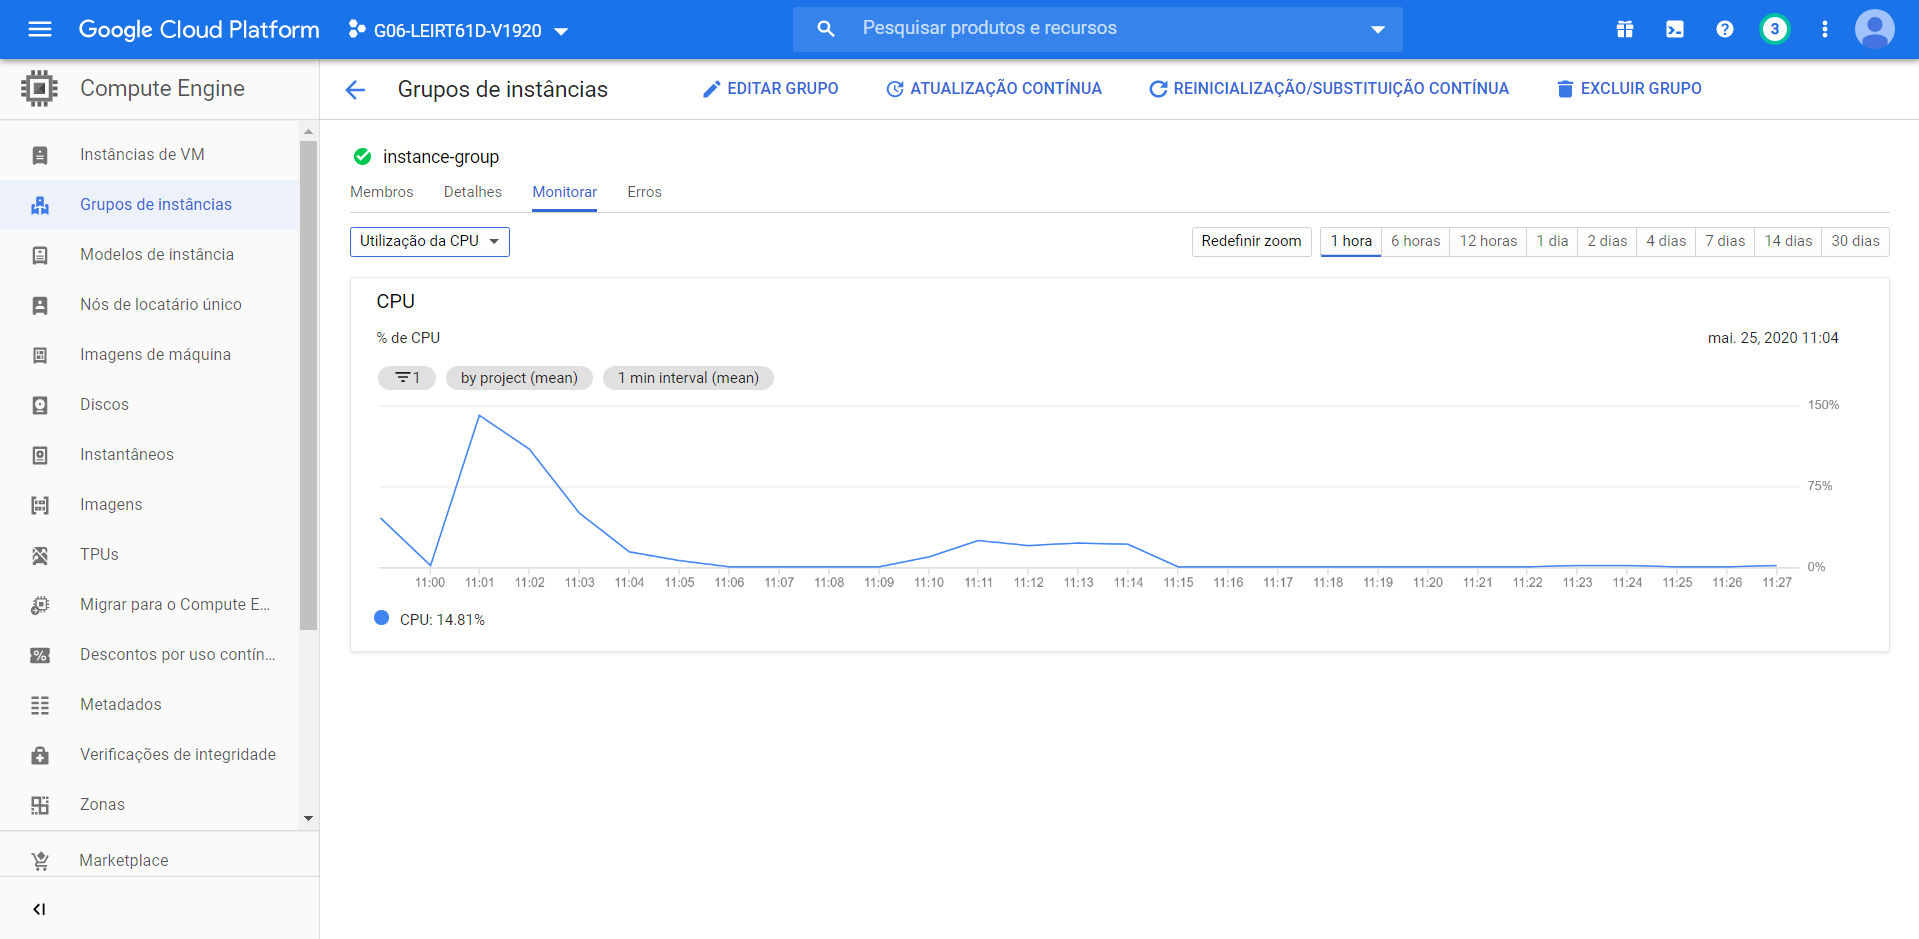 Google Cloud Platform
G06-LEIRT61D-V1920
Pesquisar produtos e recursos
3
Compute Engine
Grupos de instâncias
EDITAR GRUPO
ATUALIZAÇÃO CONTÍNUA
REINICIALIZAÇÃO/SUBSTITUIÇÃO CONTÍNUA
EXCLUIR GRUPO
Instâncias de VM
Grupos de instâncias
Modelos de instância
Nós de locatário único
Imagens de máquina
Discos
Instantâneos
Imagens
TPUs
Migrar para o Compute E...
Descontos por uso contín...
Metadados
Verificações de integridade
Zonas
Marketplace
instance-group
Membros
Detalhes
Monitorar
Erros
Utilização da CPU
Redefinir zoom
1 hora
6 horas
12 horas
1 dia
2 dias
4 dias
7 dias
14 dias
30 dias
CPU
% de CPU
mai. 25, 2020 11:04
1
by project (mean)
1 min interval (mean)
150%
75%
0%
11:00 11:01 11:02 11:03 11:04 11:05 11:06 11:07 11:08 11:09 11:10 11:11 11:12 11:13 11:14 11:15 11:16 11:17 11:18 11:19 11:20 11:21 11:22 11:23 11:24 11:25 11:26 11:27
CPU: 14.81%